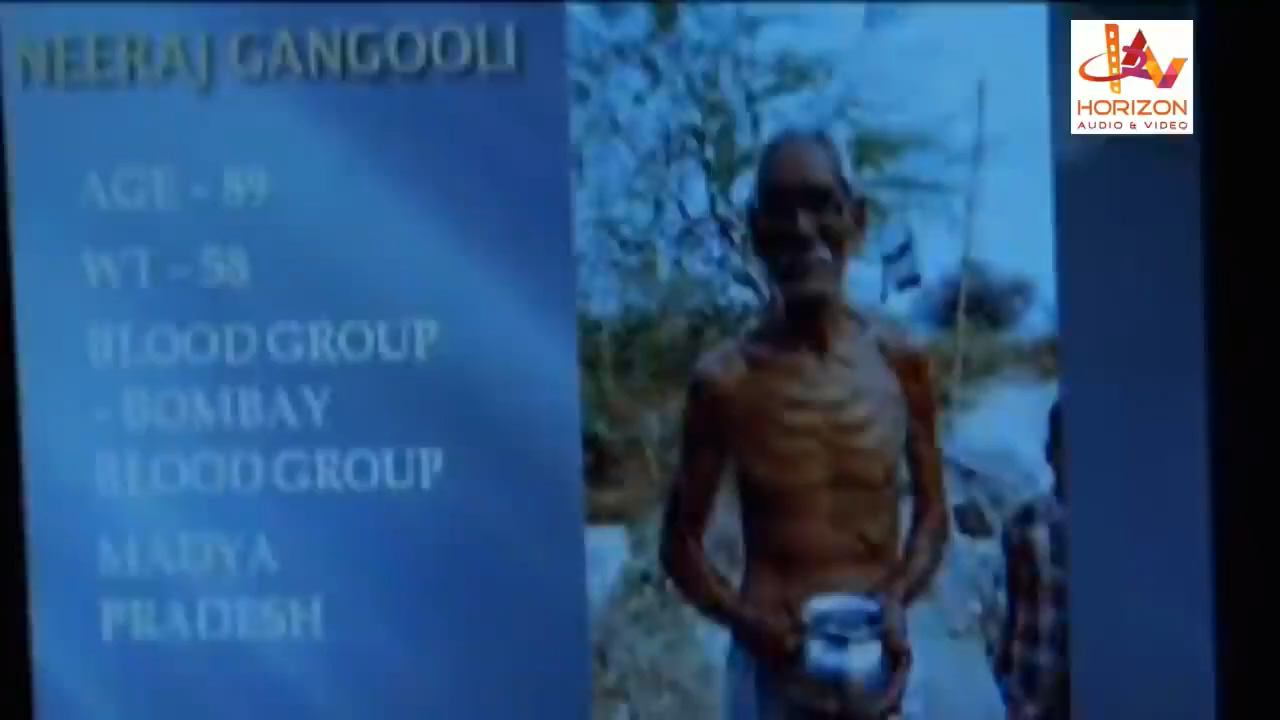 NEERAJ GANGOOLI
AGE - 89
WT - 58
BLOOD GROUP
- BOMBAY
BLOOD GROUP
MADYA
PRADESH
HORIZON
AUDIO & VIDEO